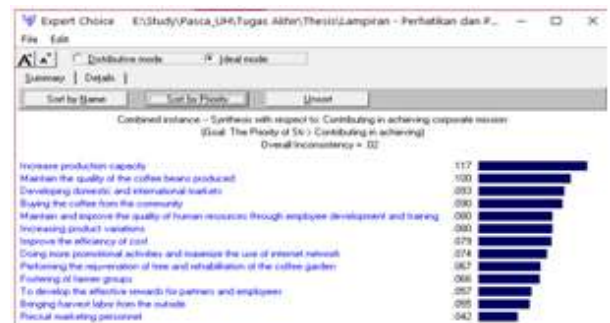 Expert Choice E:\Study\Pasca_UH\Tugas Akhir\Thesis\Lampiran - Perhatikan dan P...
File Edit
Distributive mode Ideal mode
Summary Details
Sort by Name Sort by Priority Unsort
Combined instance -- Synthesis with respect to: Contributing in achieving corporate mission
(Goal: The Priority of Str > Contributing in achieving)
Overall Inconsistency = .02
Increase production capacity .117
Maintain the quality of the coffee beans produced .100
Developing domestic and international markets .093
Buying the coffee from the community .090
Maintain and improve the quality of human resources through employee development and training .080
Increasing product variations .080
Improve the efficiency of cost .079
Doing more promotional activities and maximize the use of internet network .074
Performing the rejuvenation of tree and rehabilitation of the coffee garden .067
Fostering of farmer groups .066
To develop the effective rewards for partners and employees .057
Bringing harvest labor from the outside .055
Recruit marketing personnel .042